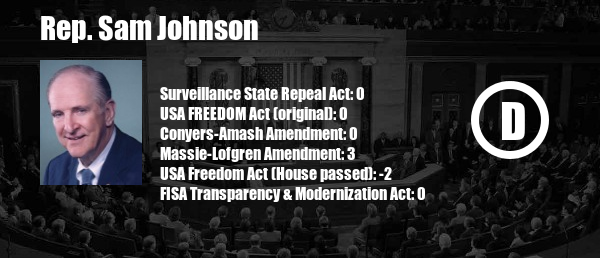 Rep. Sam Johnson
Surveillance State Repeal Act: 0
USA FREEDOM Act (original): 0
Conyers-Amash Amendment: 0
Massie-Lofgren Amendment: 3
USA Freedom Act (House passed): -2
FISA Transparency & Modernization Act: 0
D